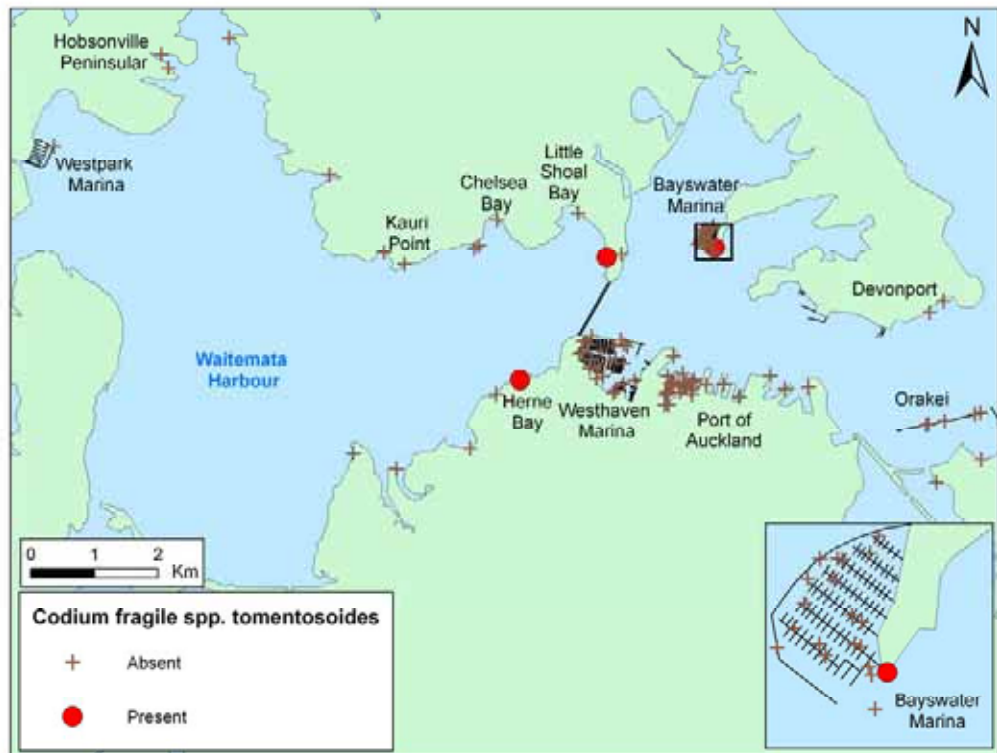 N
Hobsonville
Peninsular
Westpark
Marina
Little
Shoal
Bay
Chelsea
Bay
Kauri
Point
Bayswater
Marina
Devonport
Waitemata
Harbour
Herne
Bay
Westhaven
Marina
Port of
Auckland
Orakei
0 1 2
Km
Codium fragile spp. tomentosoides
Absent
Present
Bayswater
Marina